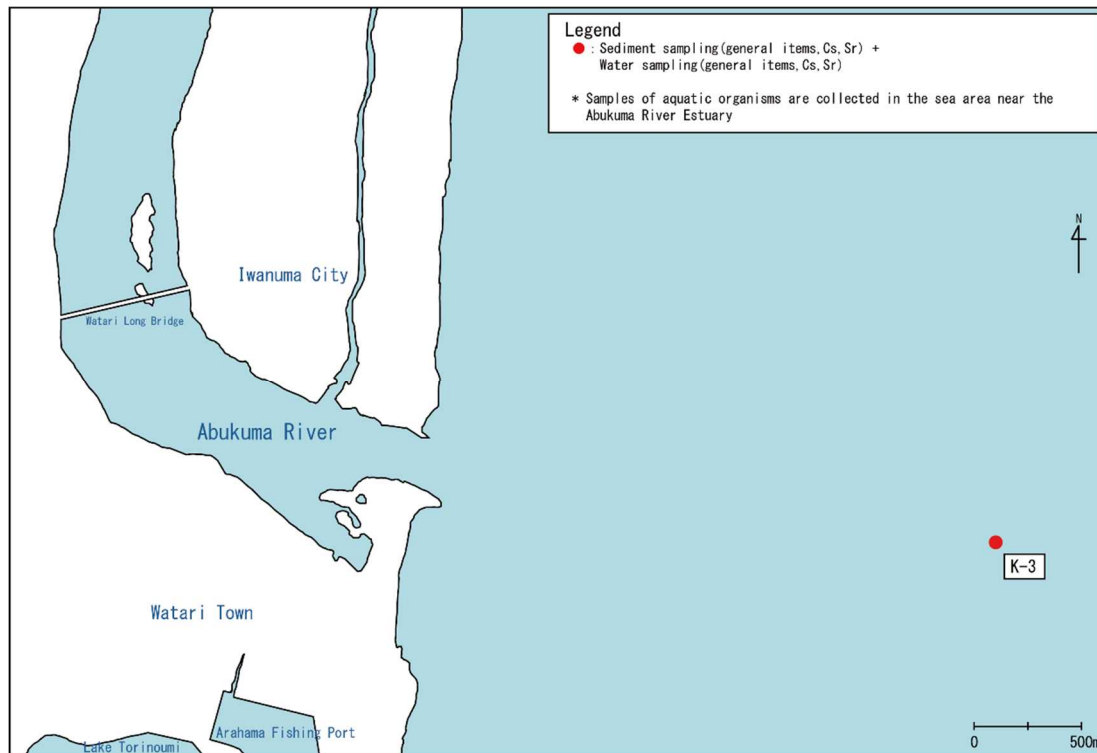 Legend
: Sediment sampling(general items,Cs,Sr) +
Water sampling(general items,Cs,Sr)
* Samples of aquatic organisms are collected in the sea area near the
Abukuma River Estuary
N
Iwanuma City
Watari Long Bridge
Abukuma River
K-3
Watari Town
Arahama Fishing Port
Lake Torinoumi
0 500m